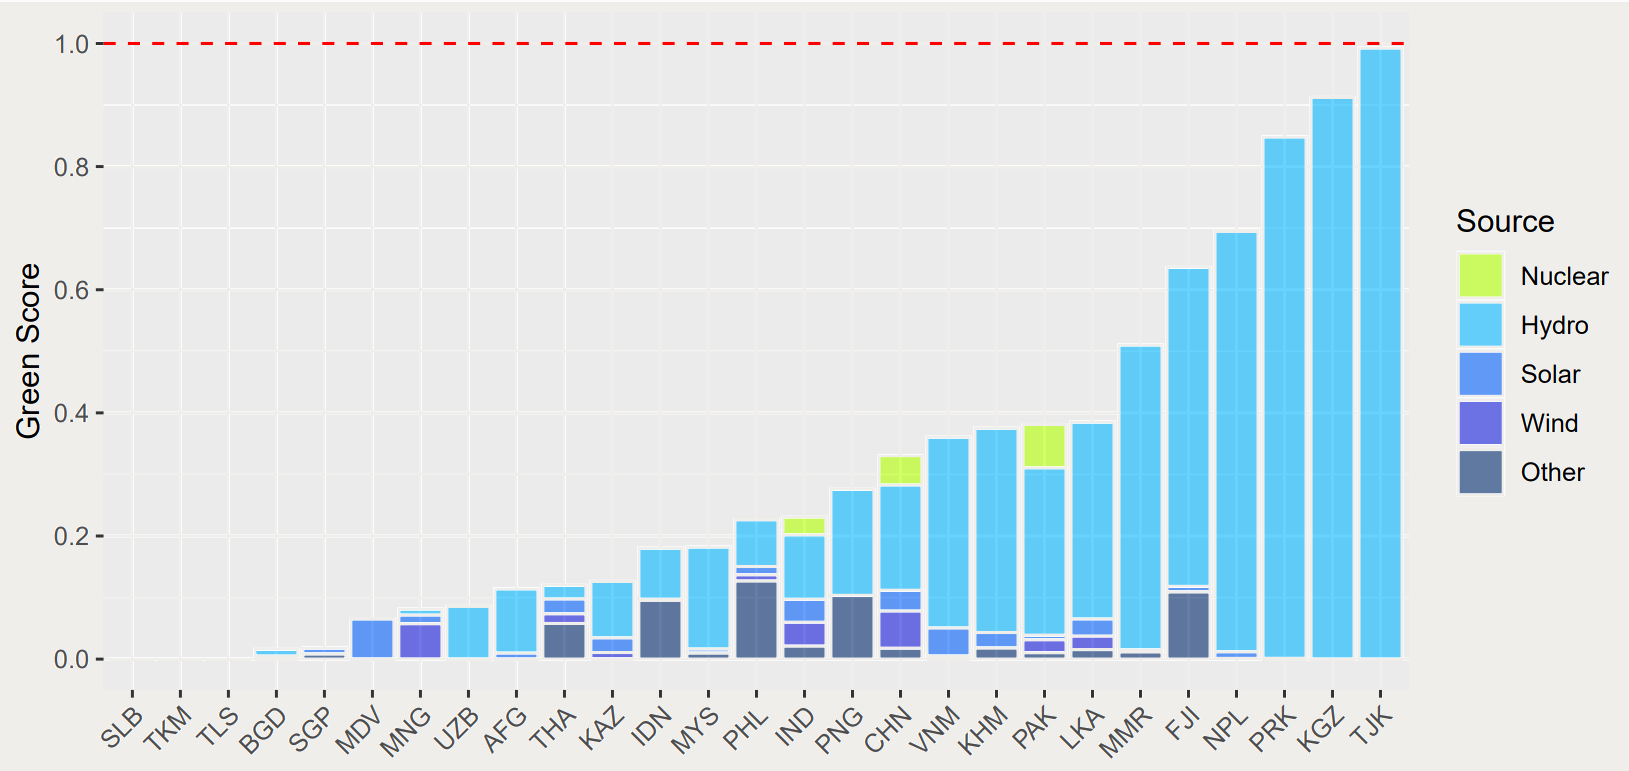 Green Score
1.0
0.8
0.6
0.4
0.2
0.0
SLB TKM TLS BGD SGP MDV MNG UZB AFG THA KAZ IDN MYS PHL IND PNG CHN VNM KHM PAK LKA MMR FJI NPL PRK KGZ TJK
Source
Nuclear
Hydro
Solar
Wind
Other